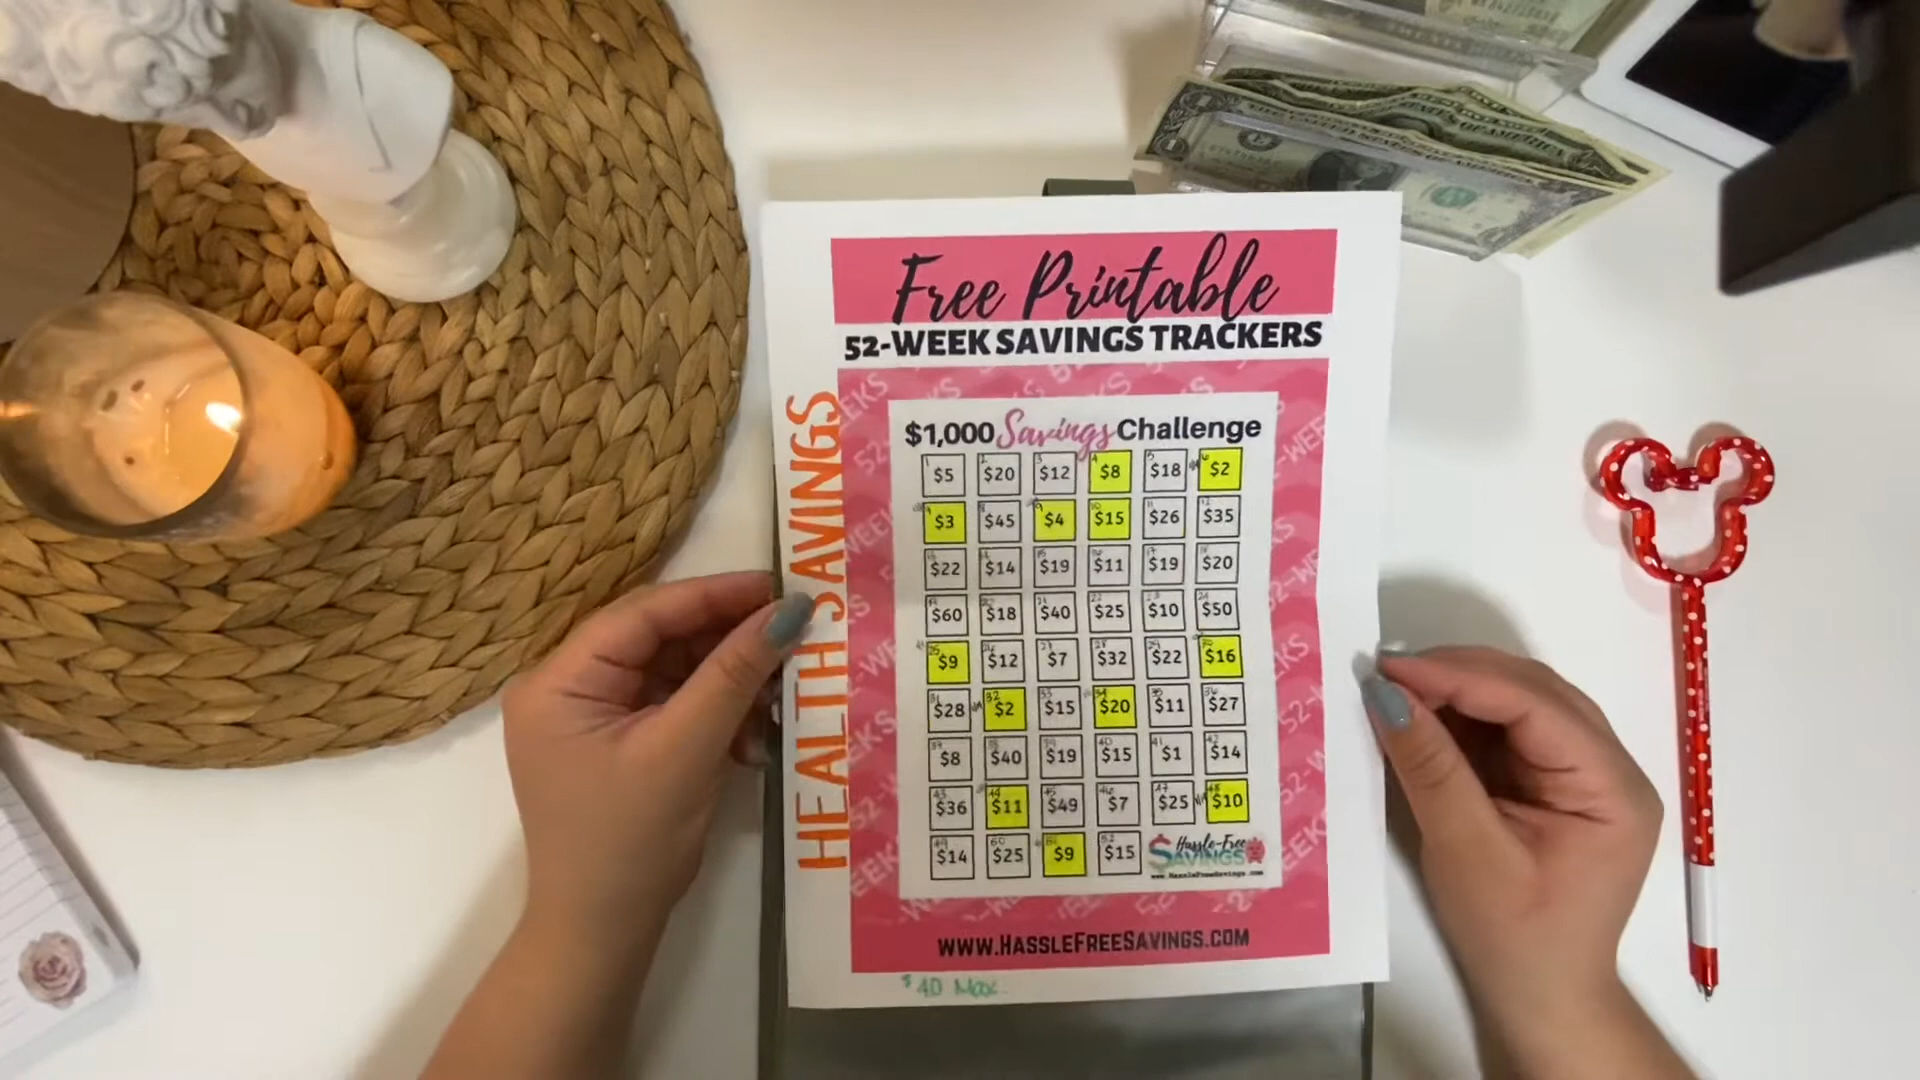 Free Printable
52-WEEK SAVINGS TRACKERS
HEALTH SAVINGS
$1,000 Savings Challenge
$5 $20 $12 $8 $18 $2
$3 $45 $4 $15 $26 $35
$22 $14 $19 $11 $19 $20
$60 $18 $40 $25 $10 $50
$9 $12 $7 $32 $22 $16
$28 $2 $15 $20 $11 $27
$8 $40 $19 $15 $1 $14
$36 $11 $49 $7 $25 $10
$14 $25 $9 $15
Hassle-Free
SAVINGS
www.HassleFreeSavings.com
WWW.HASSLEFREESAVINGS.COM
$40 Max